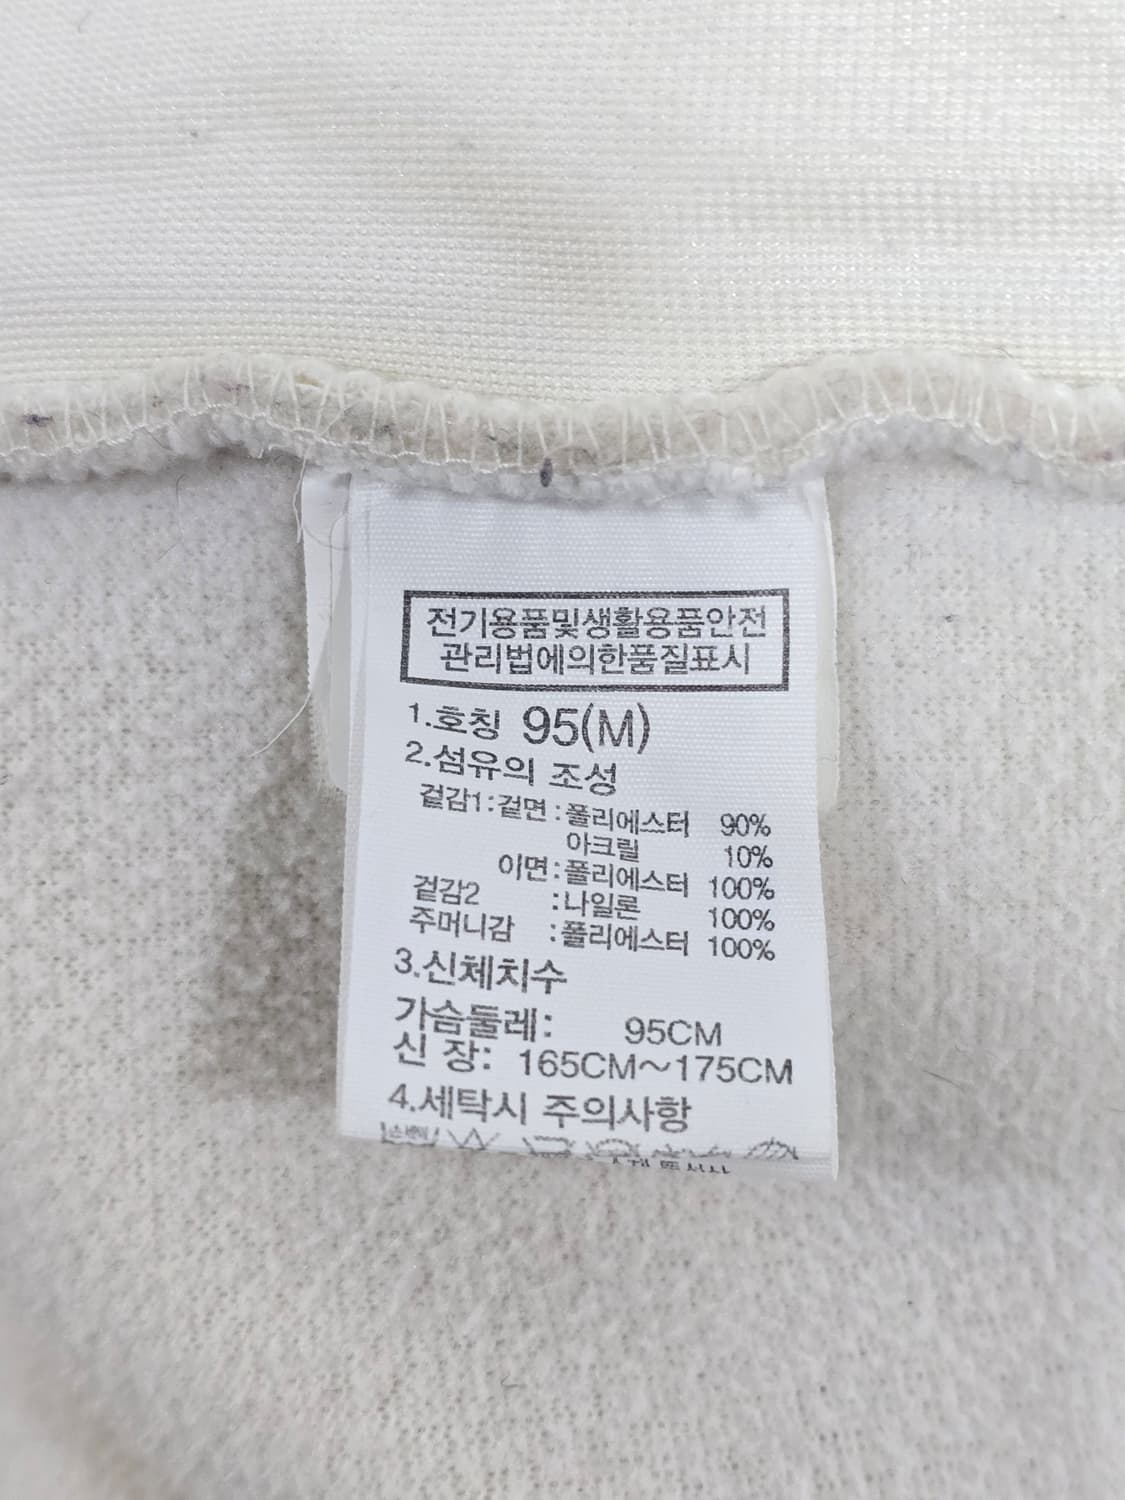 전기용품및생활용품안전
관리법에의한품질표시
1.호칭 95(M)
2.섬유의 조성
겉감1:겉면:폴리에스터 90%
아크릴 10%
이면:폴리에스터 100%
겉감2 :나일론 100%
주머니감 :폴리에스터 100%
3.신체치수
가슴둘레: 95CM
신 장: 165CM~175CM
4.세탁시 주의사항